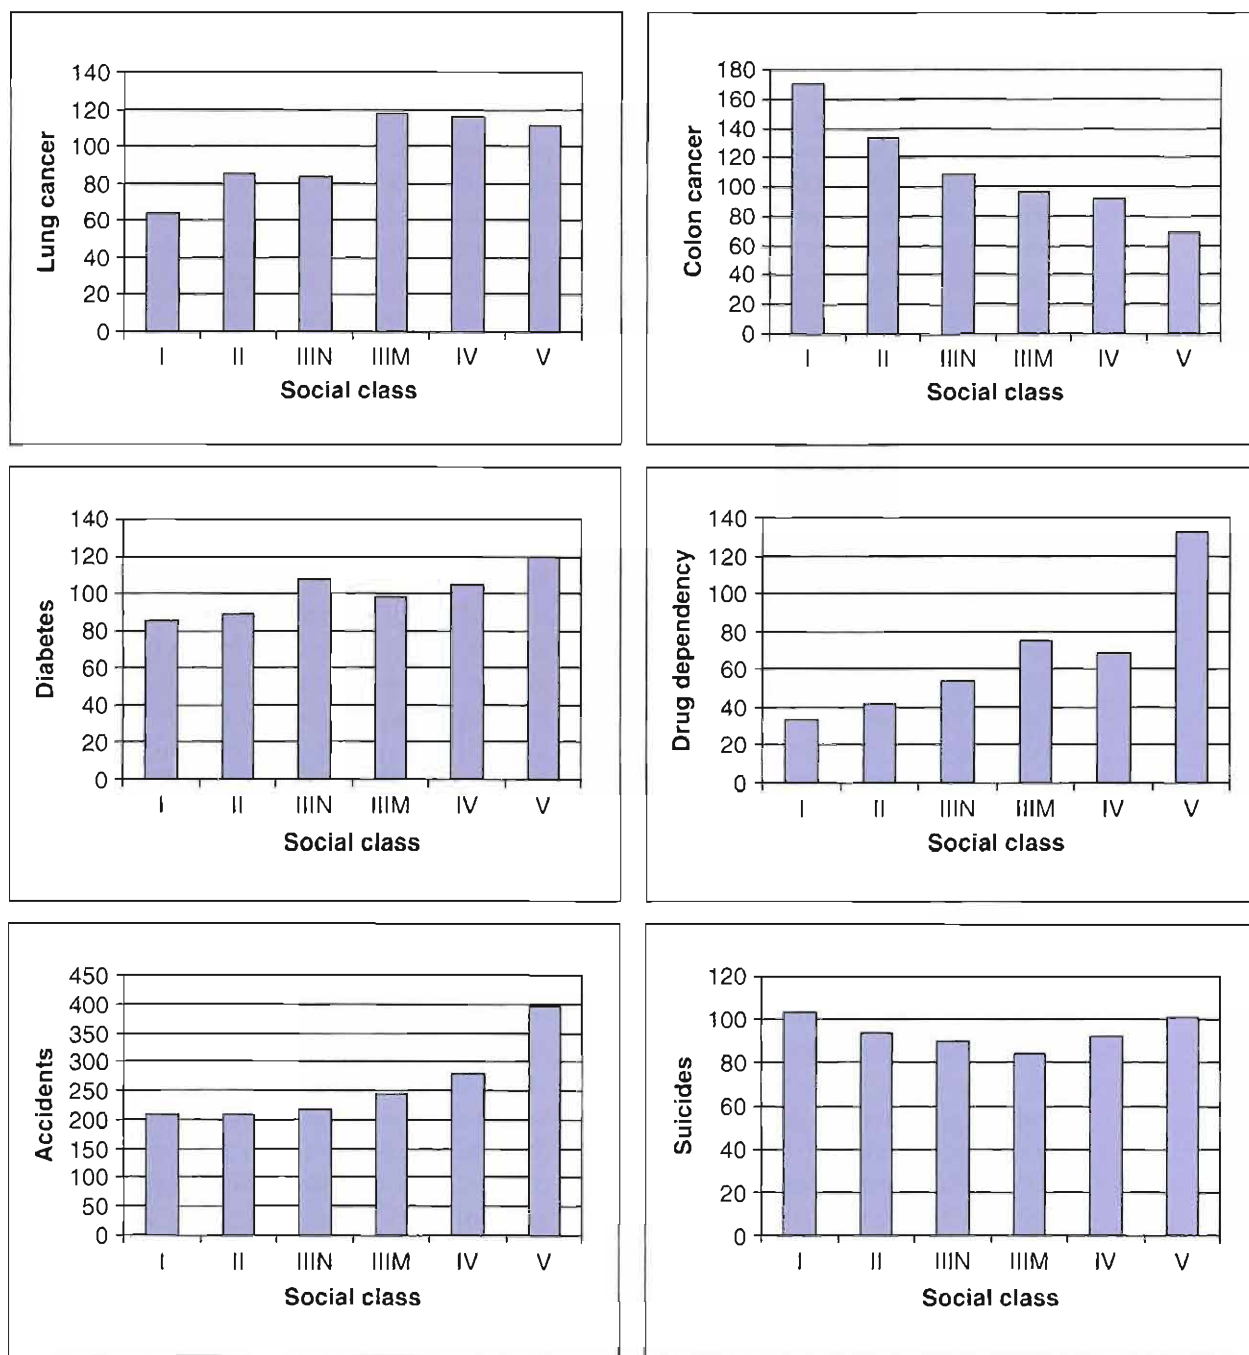 Lung cancer
140
120
100
80
60
40
20
0
I II IIIN IIIM IV V
Social class
Colon cancer
180
160
140
120
100
80
60
40
20
0
I II IIIN IIIM IV V
Social class
Diabetes
140
120
100
80
60
40
20
0
I II IIIN IIIM IV V
Social class
Drug dependency
140
120
100
80
60
40
20
0
I II IIIN IIIM IV V
Social class
Accidents
450
400
350
300
250
200
150
100
50
0
I II IIIN IIIM IV V
Social class
Suicides
120
100
80
60
40
20
0
I II IIIN IIIM IV V
Social class